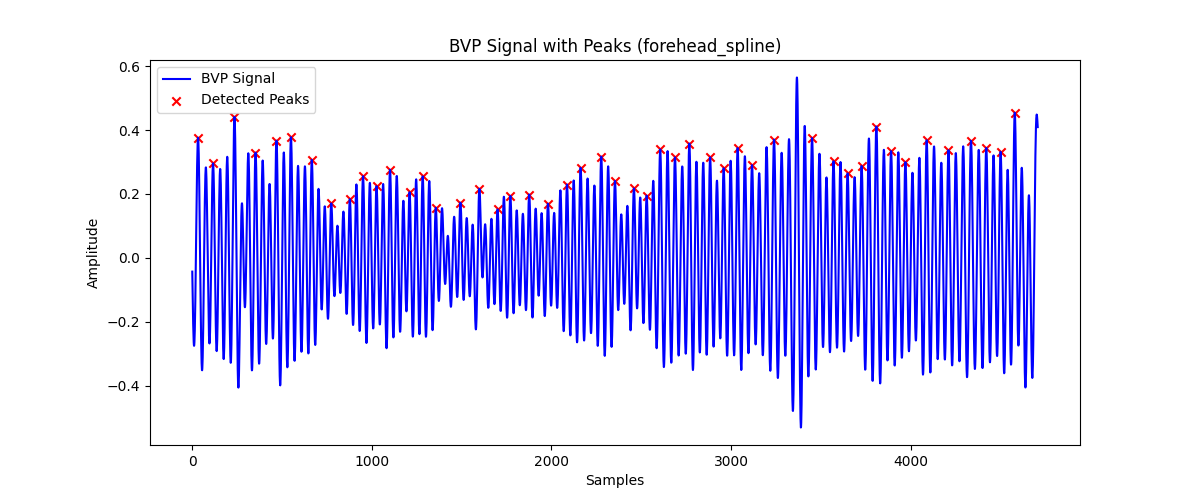 BVP Signal with Peaks (forehead_spline)
BVP Signal
Detected Peaks
0.6
0.4
0.2
0.0
−0.2
−0.4
Amplitude
0 1000 2000 3000 4000
Samples